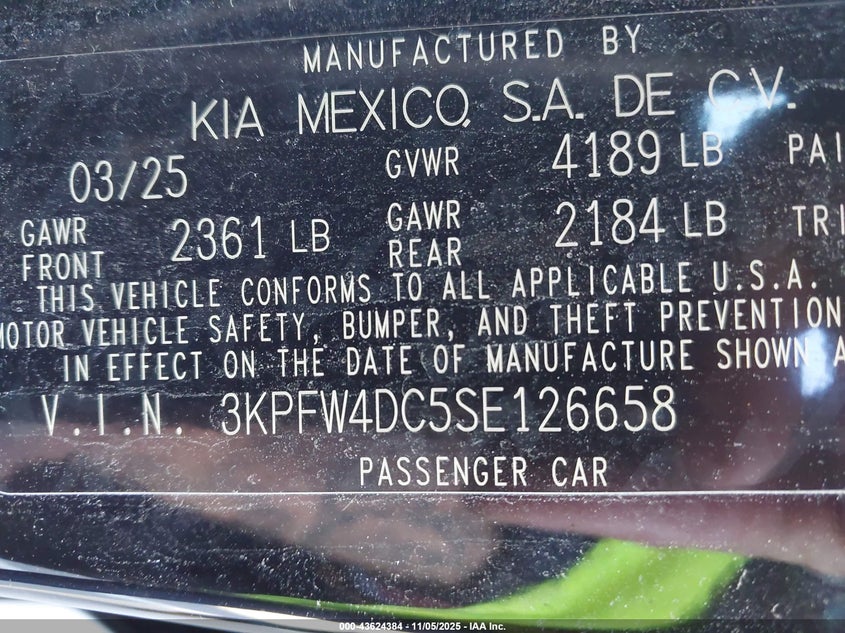 MANUFACTURED BY
KIA MEXICO, S.A. DE C.V.
03/25 GVWR 4189 LB PAI
GAWR FRONT 2361 LB GAWR REAR 2184 LB TRI
THIS VEHICLE CONFORMS TO ALL APPLICABLE U.S.A.
MOTOR VEHICLE SAFETY, BUMPER, AND THEFT PREVENTION
IN EFFECT ON THE DATE OF MANUFACTURE SHOWN A
V.I.N. 3KPFW4DC5SE126658
PASSENGER CAR
000-43624384 - 11/05/2025 - IAA Inc.